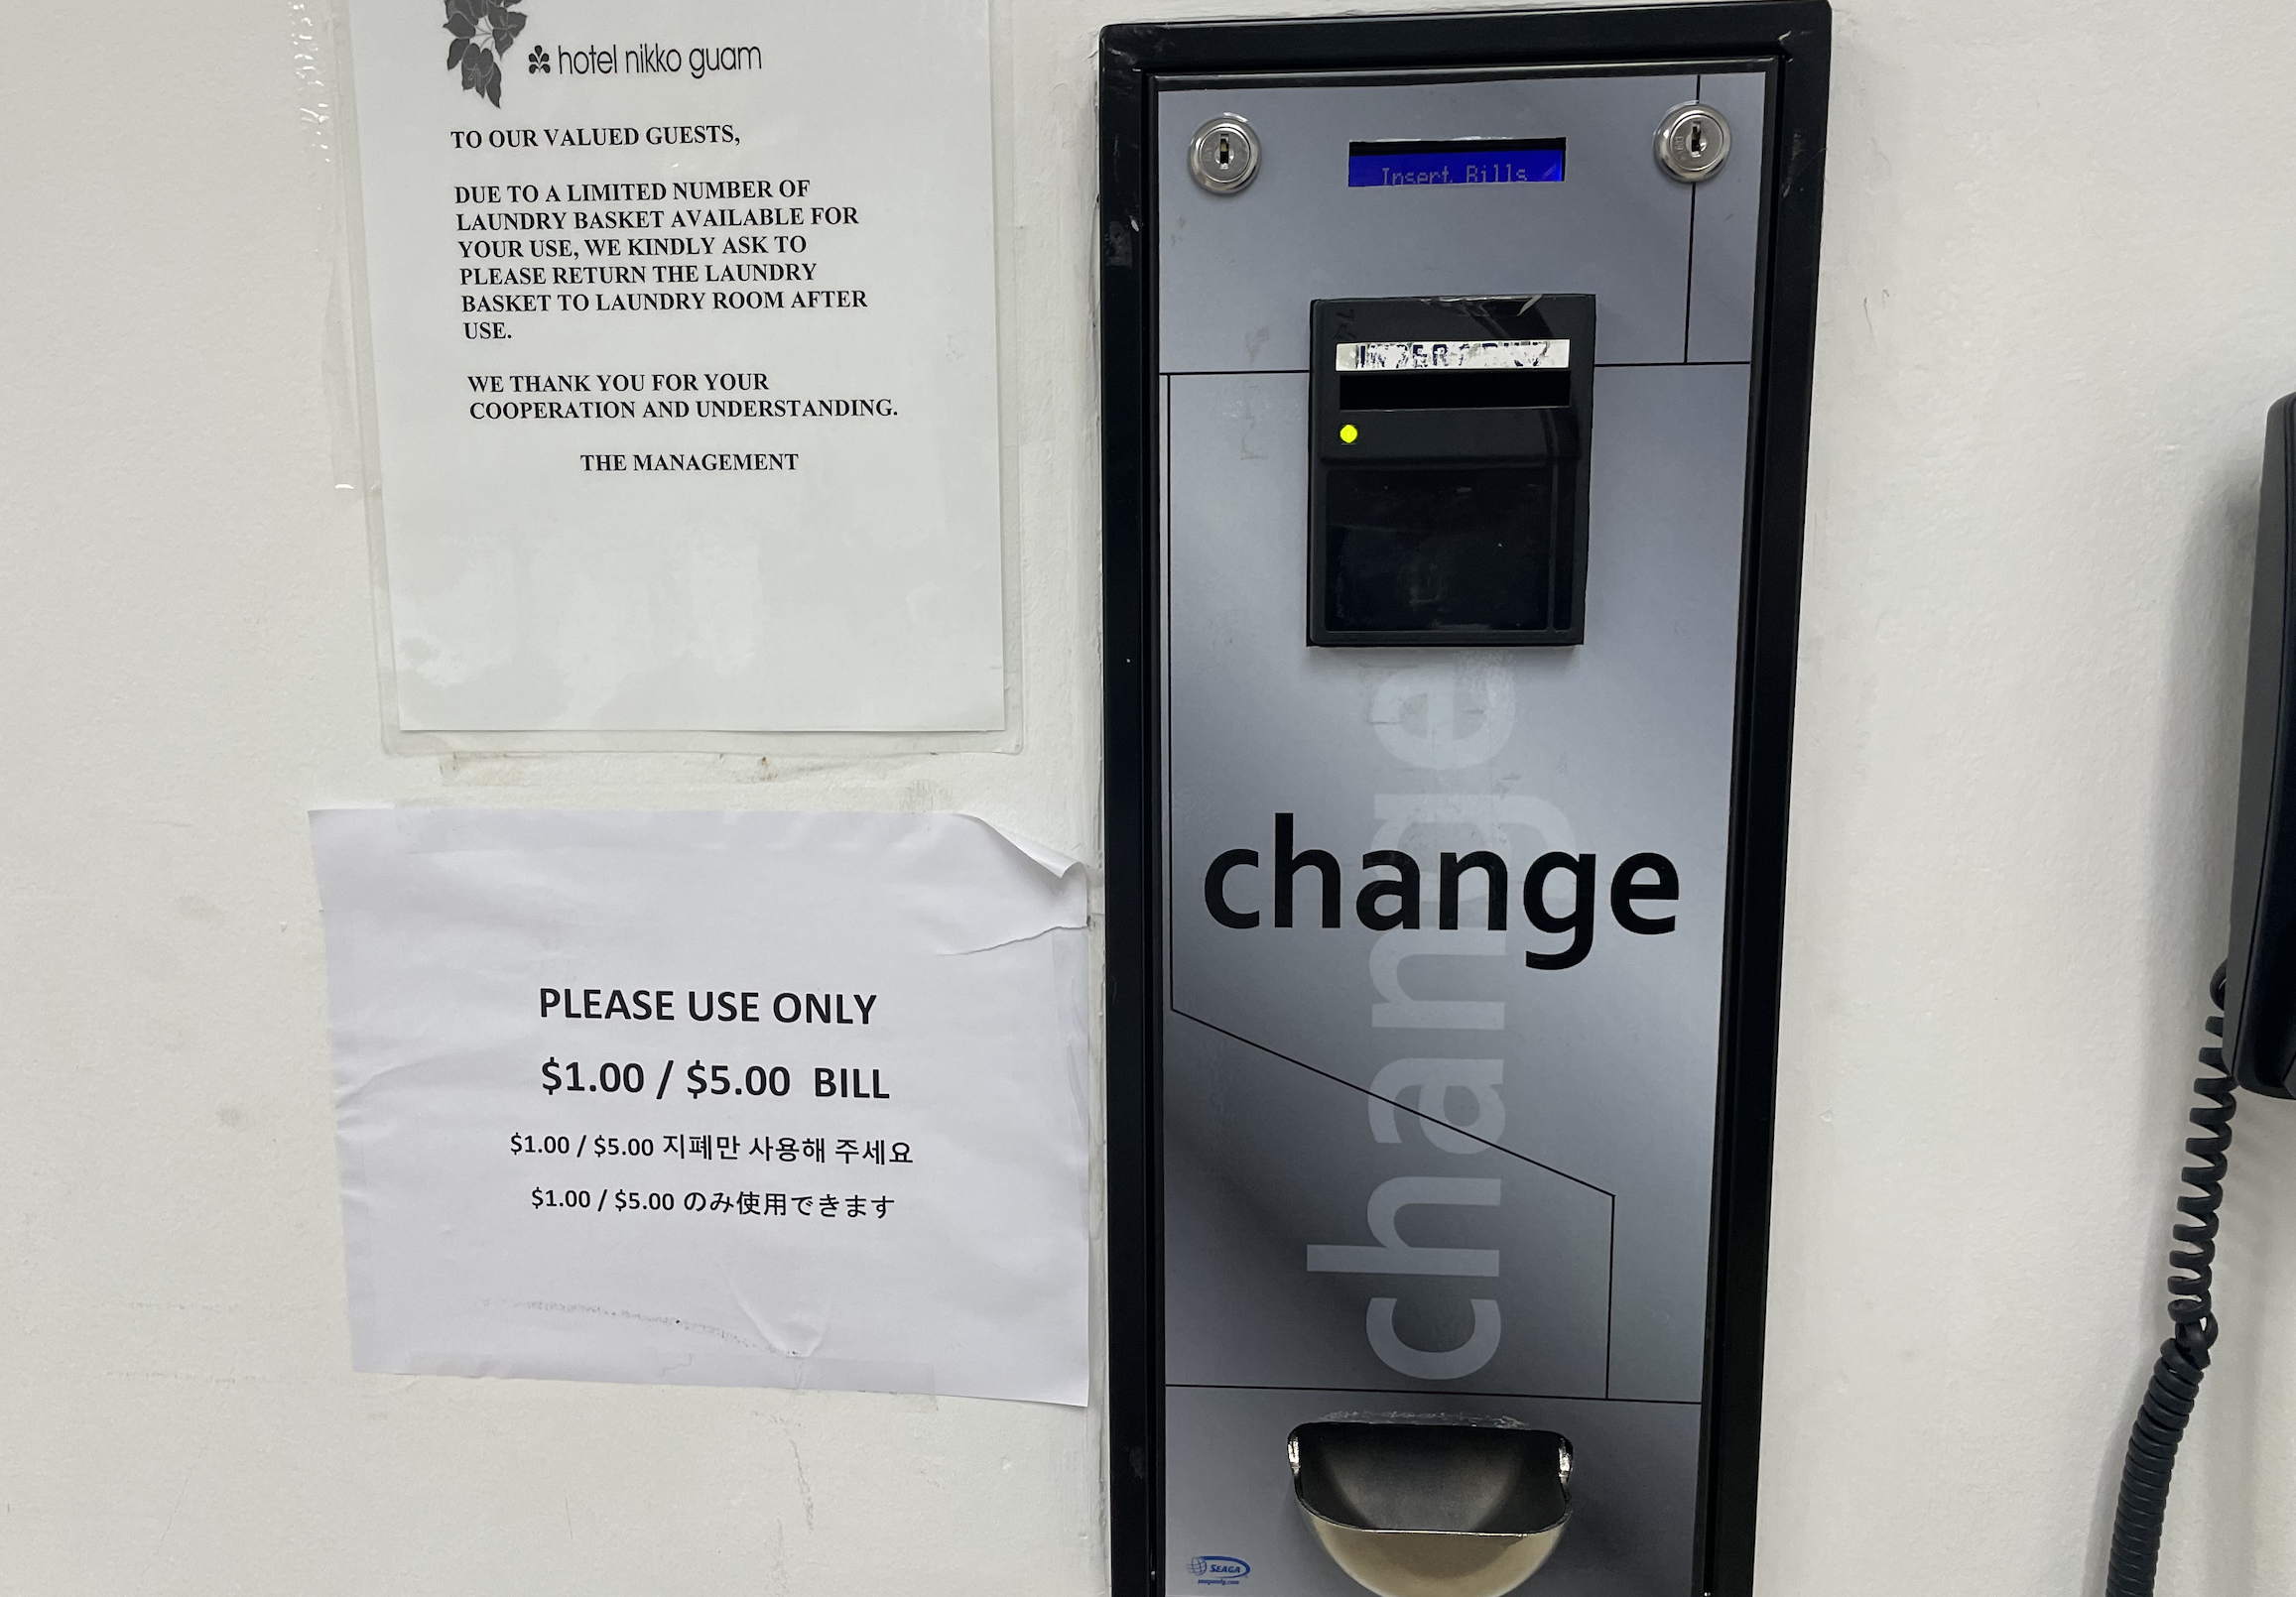 hotel nikko guam
TO OUR VALUED GUESTS,
DUE TO A LIMITED NUMBER OF
LAUNDRY BASKET AVAILABLE FOR
YOUR USE, WE KINDLY ASK TO
PLEASE RETURN THE LAUNDRY
BASKET TO LAUNDRY ROOM AFTER
USE.
WE THANK YOU FOR YOUR
COOPERATION AND UNDERSTANDING.
THE MANAGEMENT
PLEASE USE ONLY
$1.00 / $5.00 BILL
$1.00 / $5.00 지폐만 사용해 주세요
$1.00 / $5.00 のみ使用できます
Insert Bills
change
change
SEAGA